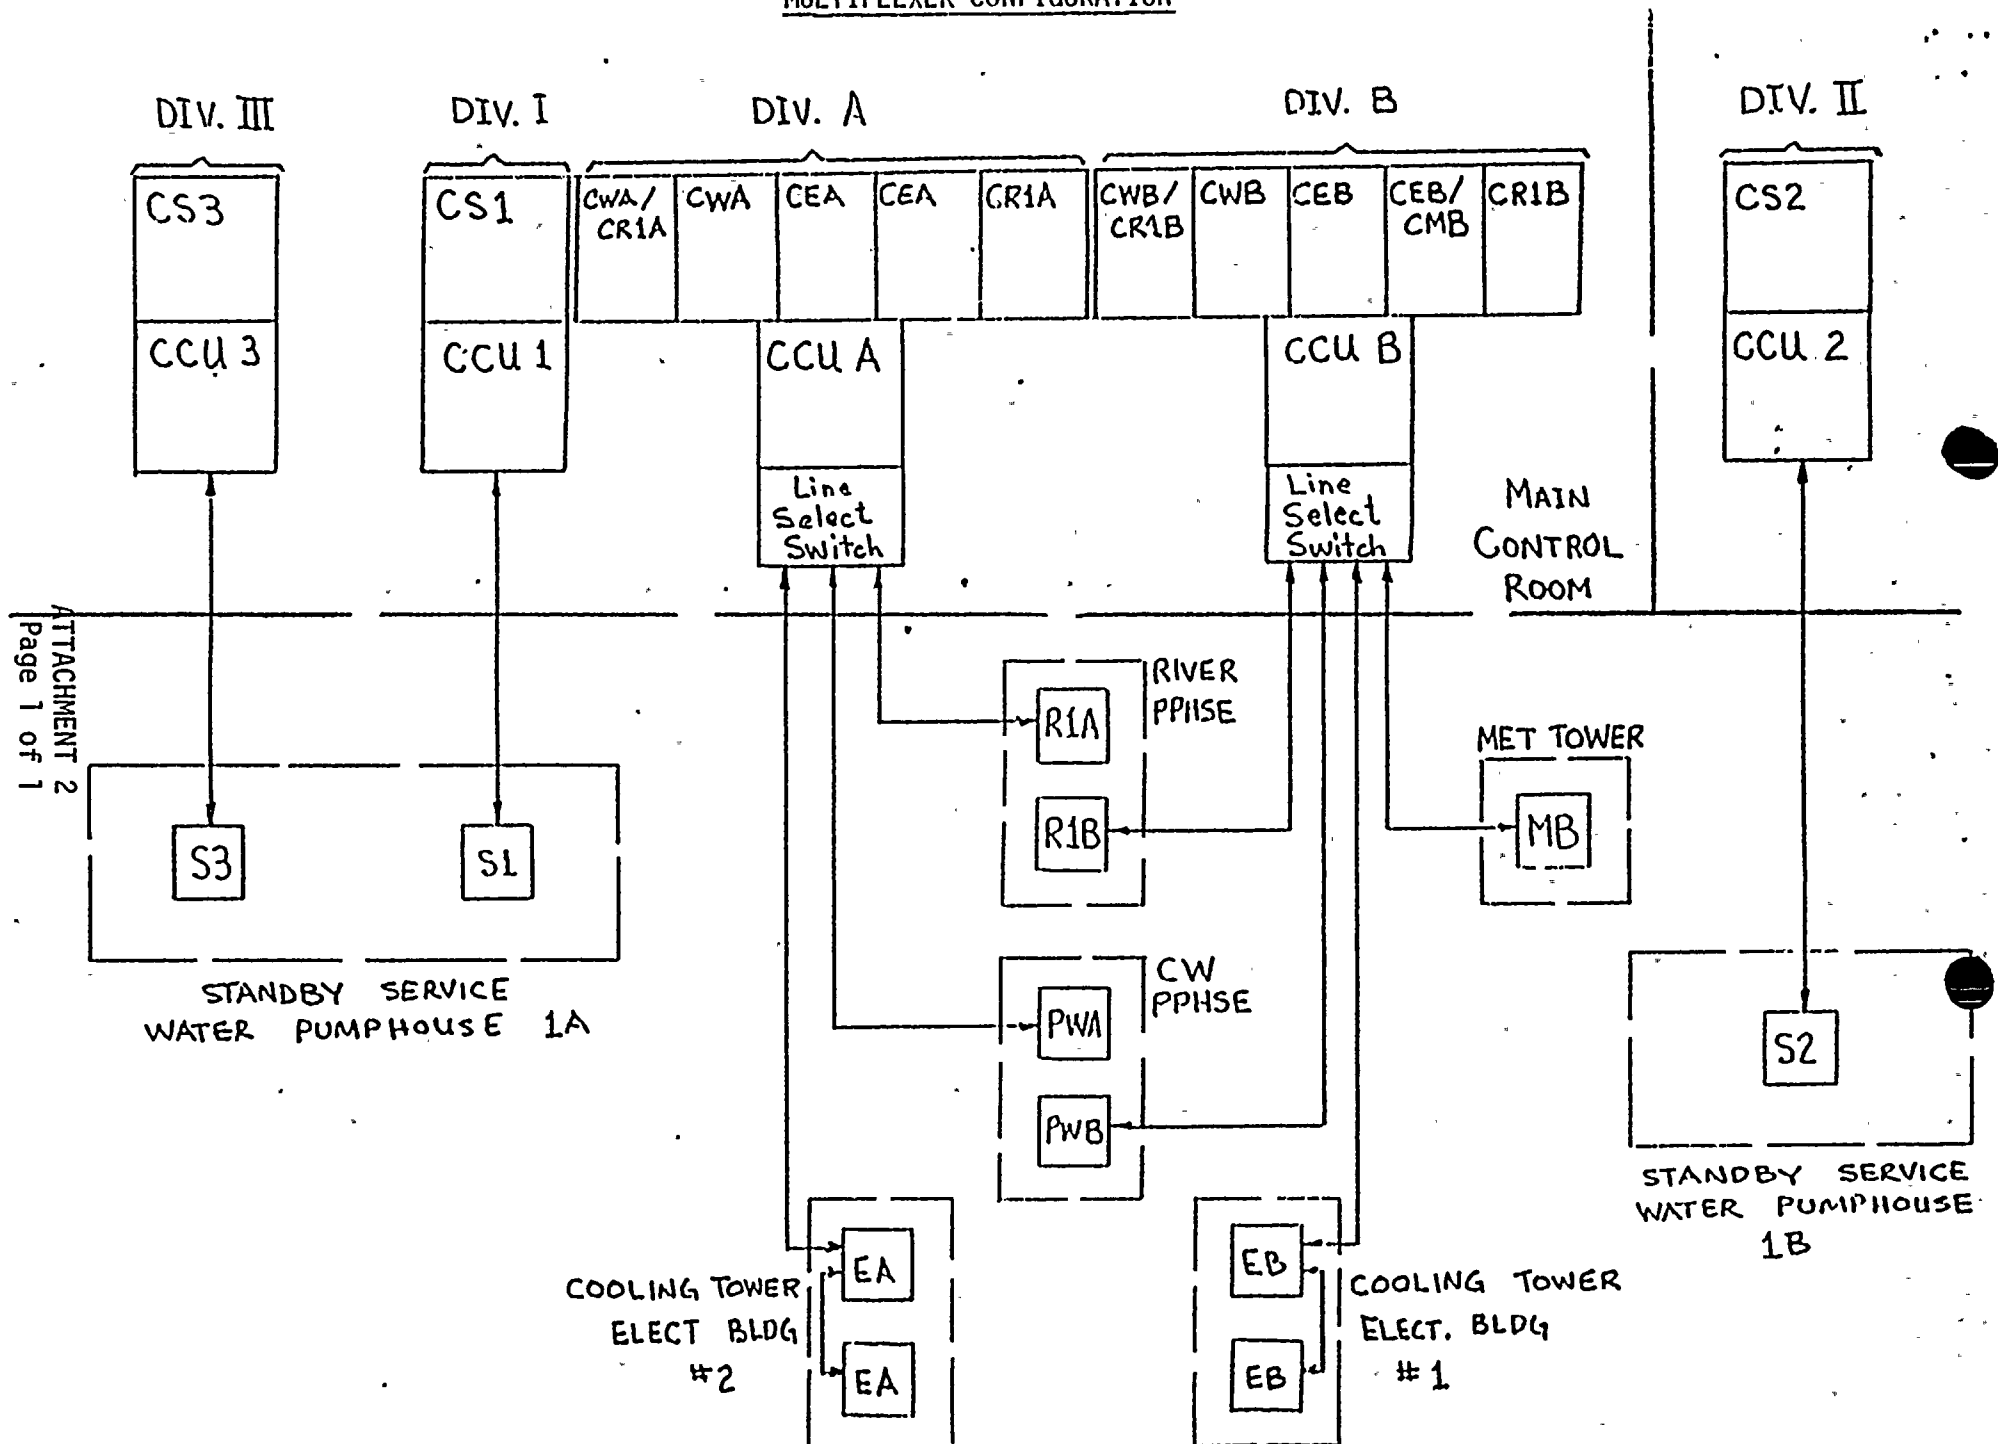 MULTIPLEXER CONFIGURATION
DIV. III
DIV. I
DIV. A
DIV. B
DIV. II
CS3
CCU 3
CS1
CCU 1
CWA/
CR1A
CWA
CEA
CEA
CR1A
CWB/
CR1B
CWB
CEB
CEB/
CMB
CR1B
CS2
CCU 2
CCU A
Line
Select
Switch
CCU B
Line
Select
Switch
MAIN
CONTROL
ROOM
ATTACHMENT 2
Page 1 of 1
RIVER
PPHSE
R1A
R1B
MET TOWER
MB
S3
S1
STANDBY SERVICE
WATER PUMPHOUSE 1A
CW
PPHSE
PWA
PWB
S2
STANDBY SERVICE
WATER PUMPHOUSE
1B
EA
EA
COOLING TOWER
ELECT BLDG
#2
EB
EB
COOLING TOWER
ELECT. BLDG
#1